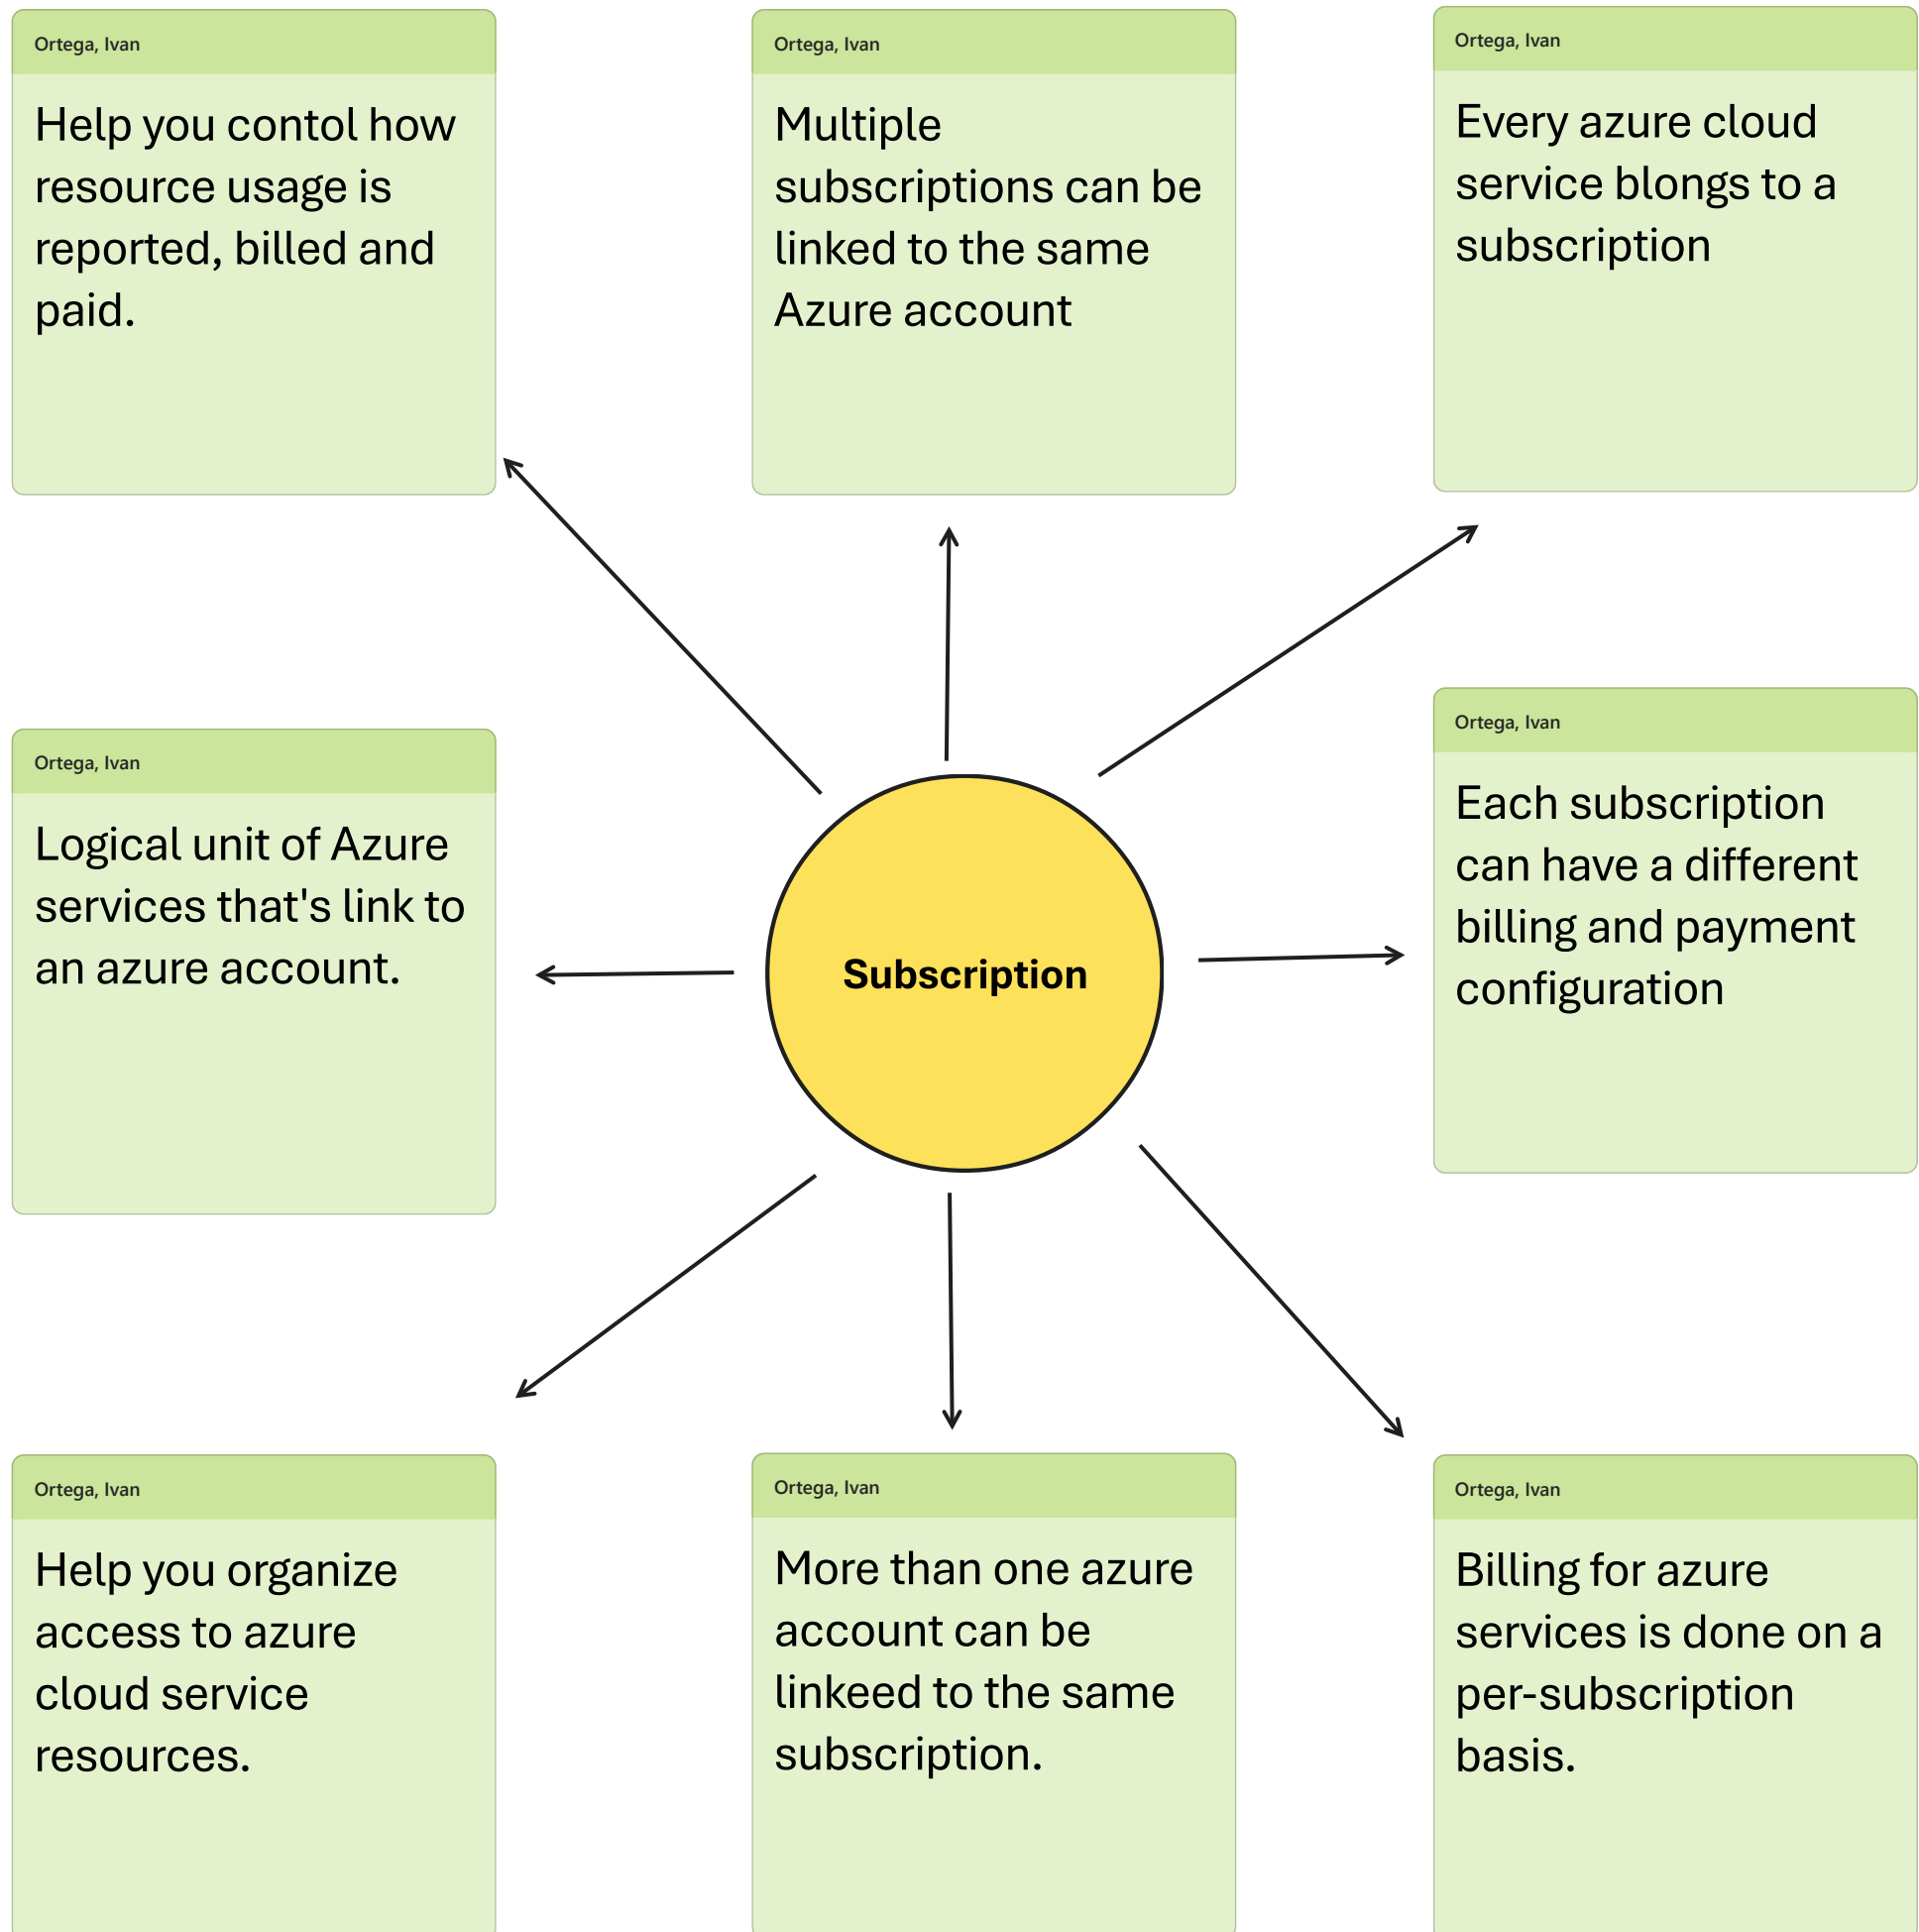 Ortega, Ivan
Help you contol how
resource usage is
reported, billed and
paid.
Ortega, Ivan
Multiple
subscriptions can be
linked to the same
Azure account
Ortega, Ivan
Every azure cloud
service blongs to a
subscription
Ortega, Ivan
Logical unit of Azure
services that's link to
an azure account.
Subscription
Ortega, Ivan
Each subscription
can have a different
billing and payment
configuration
Ortega, Ivan
Help you organize
access to azure
cloud service
resources.
Ortega, Ivan
More than one azure
account can be
linkeed to the same
subscription.
Ortega, Ivan
Billing for azure
services is done on a
per-subscription
basis.